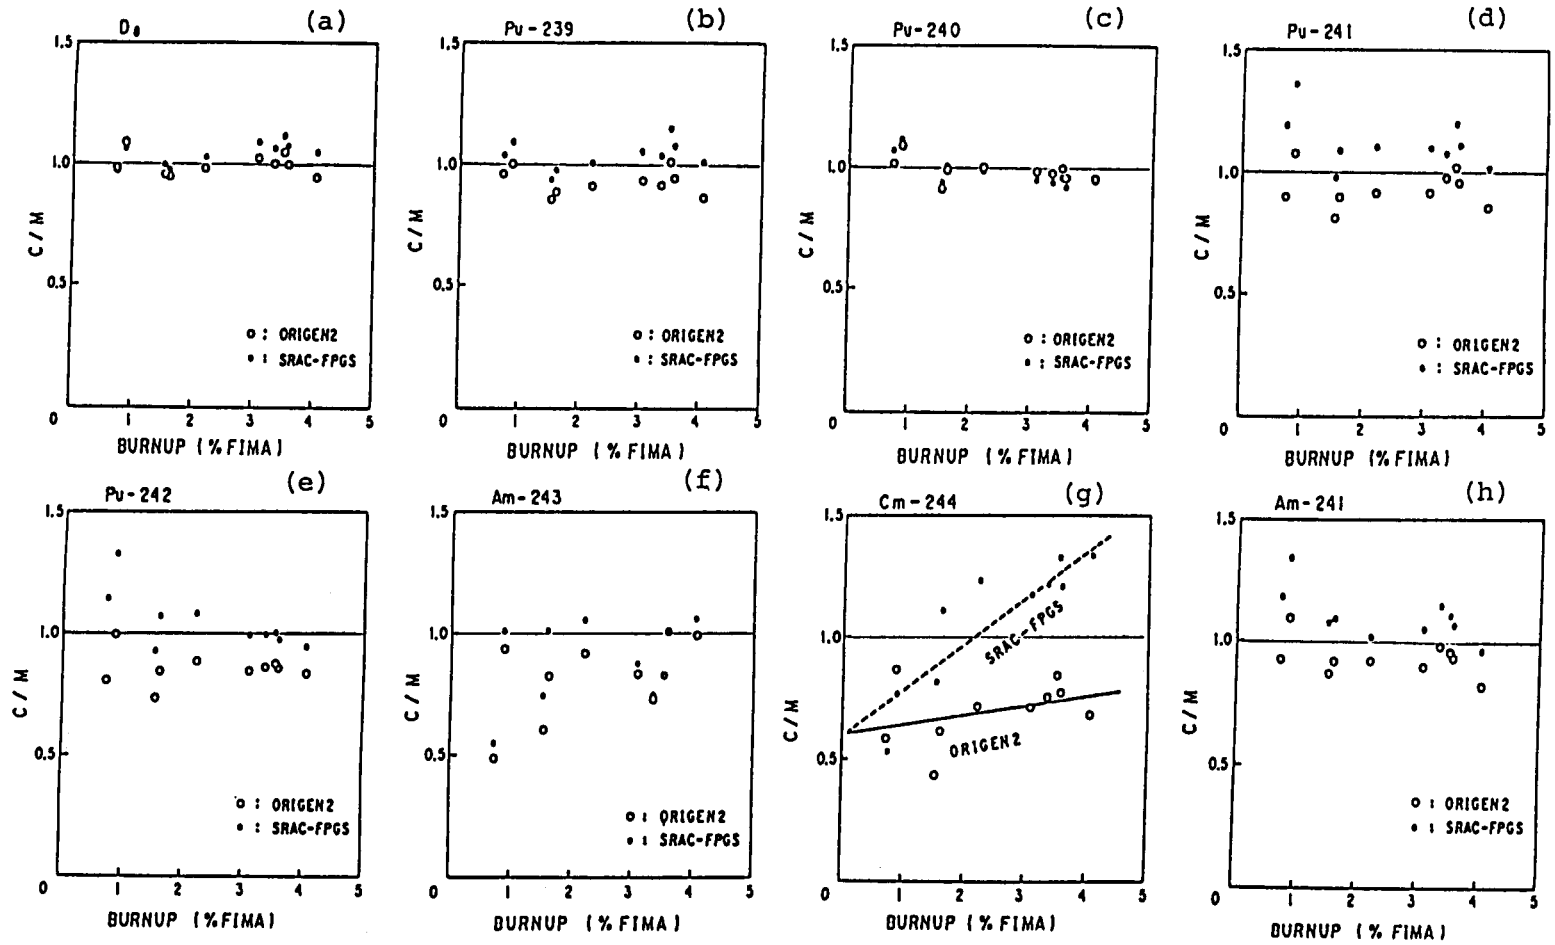 D₀ (a)
1.5
1.0
0.5
0 1 2 3 4 5
C/M
o : ORIGEN2
• : SRAC-FPGS
BURNUP (%FIMA)
Pu-239 (b)
1.5
1.0
0.5
0 1 2 3 4 5
C/M
o : ORIGEN2
• : SRAC-FPGS
BURNUP (%FIMA)
Pu-240 (c)
1.5
1.0
0.5
0 1 2 3 4 5
C/M
o : ORIGEN2
• : SRAC-FPGS
BURNUP (%FIMA)
Pu-241 (d)
1.5
1.0
0.5
0 1 2 3 4 5
C/M
o : ORIGEN2
• : SRAC-FPGS
BURNUP (%FIMA)
Pu-242 (e)
1.5
1.0
0.5
0 1 2 3 4 5
C/M
o : ORIGEN2
• : SRAC-FPGS
BURNUP (%FIMA)
Am-243 (f)
1.5
1.0
0.5
0 1 2 3 4 5
C/M
o : ORIGEN2
• : SRAC-FPGS
BURNUP (%FIMA)
Cm-244 (g)
1.5
1.0
0.5
0 1 2 3 4 5
C/M
SRAC-FPGS
ORIGEN2
BURNUP (%FIMA)
Am-241 (h)
1.5
1.0
0.5
0 1 2 3 4 5
C/M
o : ORIGEN2
• : SRAC-FPGS
BURNUP (%FIMA)